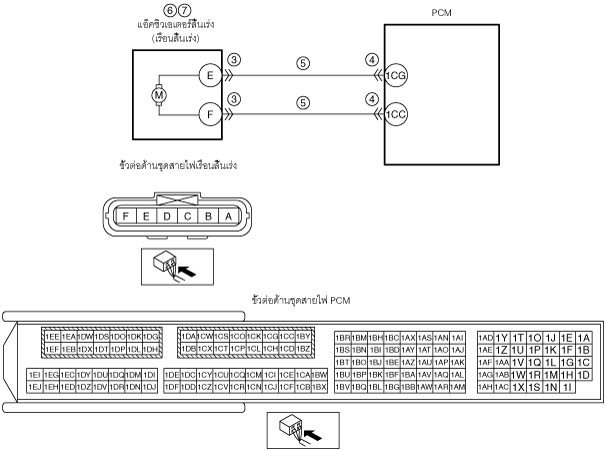 ⑥⑦
แอ็คชิวเอเตอร์ลิ้นเร่ง
(เรือนลิ้นเร่ง)
PCM
③ ⑤ ④
E 1CG
M
③ ⑤ ④
F 1CC
ขั้วต่อด้านชุดสายไฟเรือนลิ้นเร่ง
F E D C B A
ขั้วต่อด้านชุดสายไฟ PCM
1EE 1EA 1DW 1DS 1DO 1DK 1DG 1DA 1CW 1CS 1CO 1CK 1CG 1CC 1BY 1BR 1BM 1BH 1BC 1AX 1AS 1AN 1AI 1AD 1Y 1T 1O 1J 1E 1A
1EF 1EB 1DX 1DT 1DP 1DL 1DH 1DB 1CX 1CT 1CP 1CL 1CH 1CD 1BZ 1BS 1BN 1BI 1BD 1AY 1AT 1AO 1AJ 1AE 1Z 1U 1P 1K 1F 1B
1BT 1BO 1BJ 1BE 1AZ 1AU 1AP 1AK 1AF 1AA 1V 1Q 1L 1G 1C
1EI 1EG 1EC 1DY 1DU 1DQ 1DM 1DI 1DE 1DC 1CY 1CU 1CQ 1CM 1CI 1CE 1CA 1BW 1BU 1BP 1BK 1BF 1BA 1AV 1AQ 1AL 1AG 1AB 1W 1R 1M 1H 1D
1EJ 1EH 1ED 1DZ 1DV 1DR 1DN 1DJ 1DF 1DD 1CZ 1CV 1CR 1CN 1CJ 1CF 1CB 1BX 1BV 1BQ 1BL 1BG 1BB 1AW 1AR 1AM 1AH 1AC 1X 1S 1N 1I